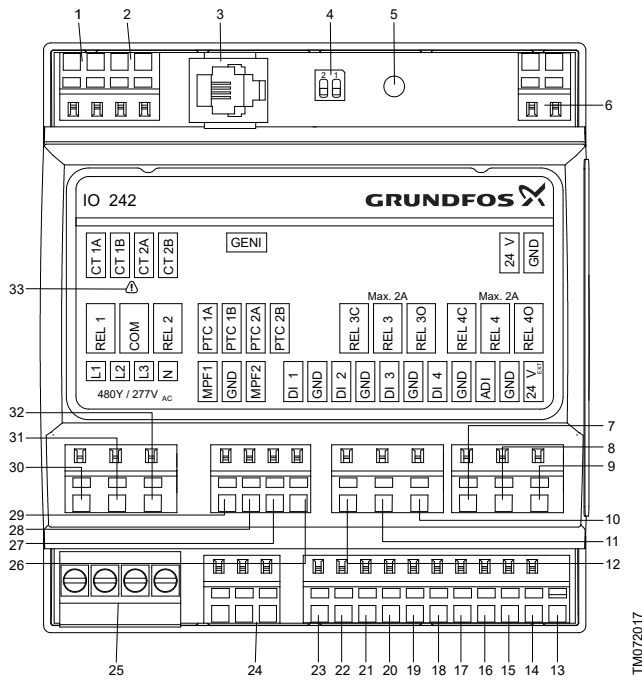 1 2 3 4 5
2 1
6
IO 242 GRUNDFOS
CT 1A CT 1B CT 2A CT 2B GENI 24 V GND
33
Max. 2A Max. 2A
REL 1 COM REL 2 PTC 1A PTC 1B PTC 2A PTC 2B REL 3C REL 3 REL 3O REL 4C REL 4 REL 4O
L1 L2 L3 N MPF1 GND MPF2 DI 1 GND DI 2 GND DI 3 GND DI 4 GND ADI GND 24 V EXT
480Y / 277V AC
32 7
31 8
30 9
29 10
28 11
27
26 12
25 24 23 22 21 20 19 18 17 16 15 14 13
TM072017